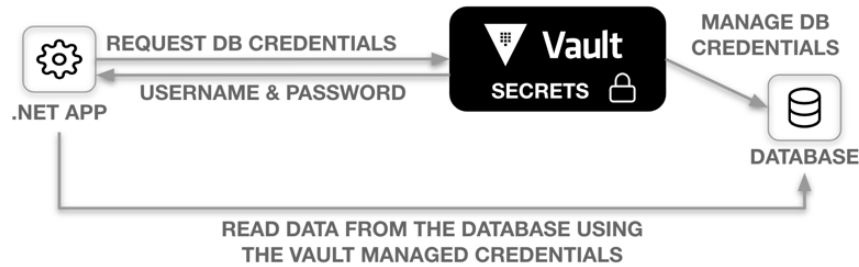 REQUEST DB CREDENTIALS
USERNAME & PASSWORD
.NET APP
Vault
SECRETS
MANAGE DB
CREDENTIALS
DATABASE
READ DATA FROM THE DATABASE USING
THE VAULT MANAGED CREDENTIALS